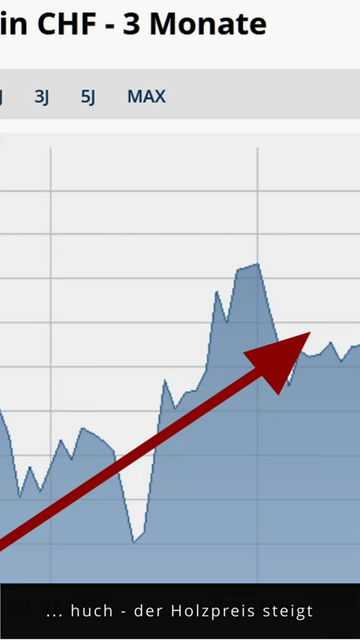 in CHF - 3 Monate
3J 5J MAX
... huch - der Holzpreis steigt